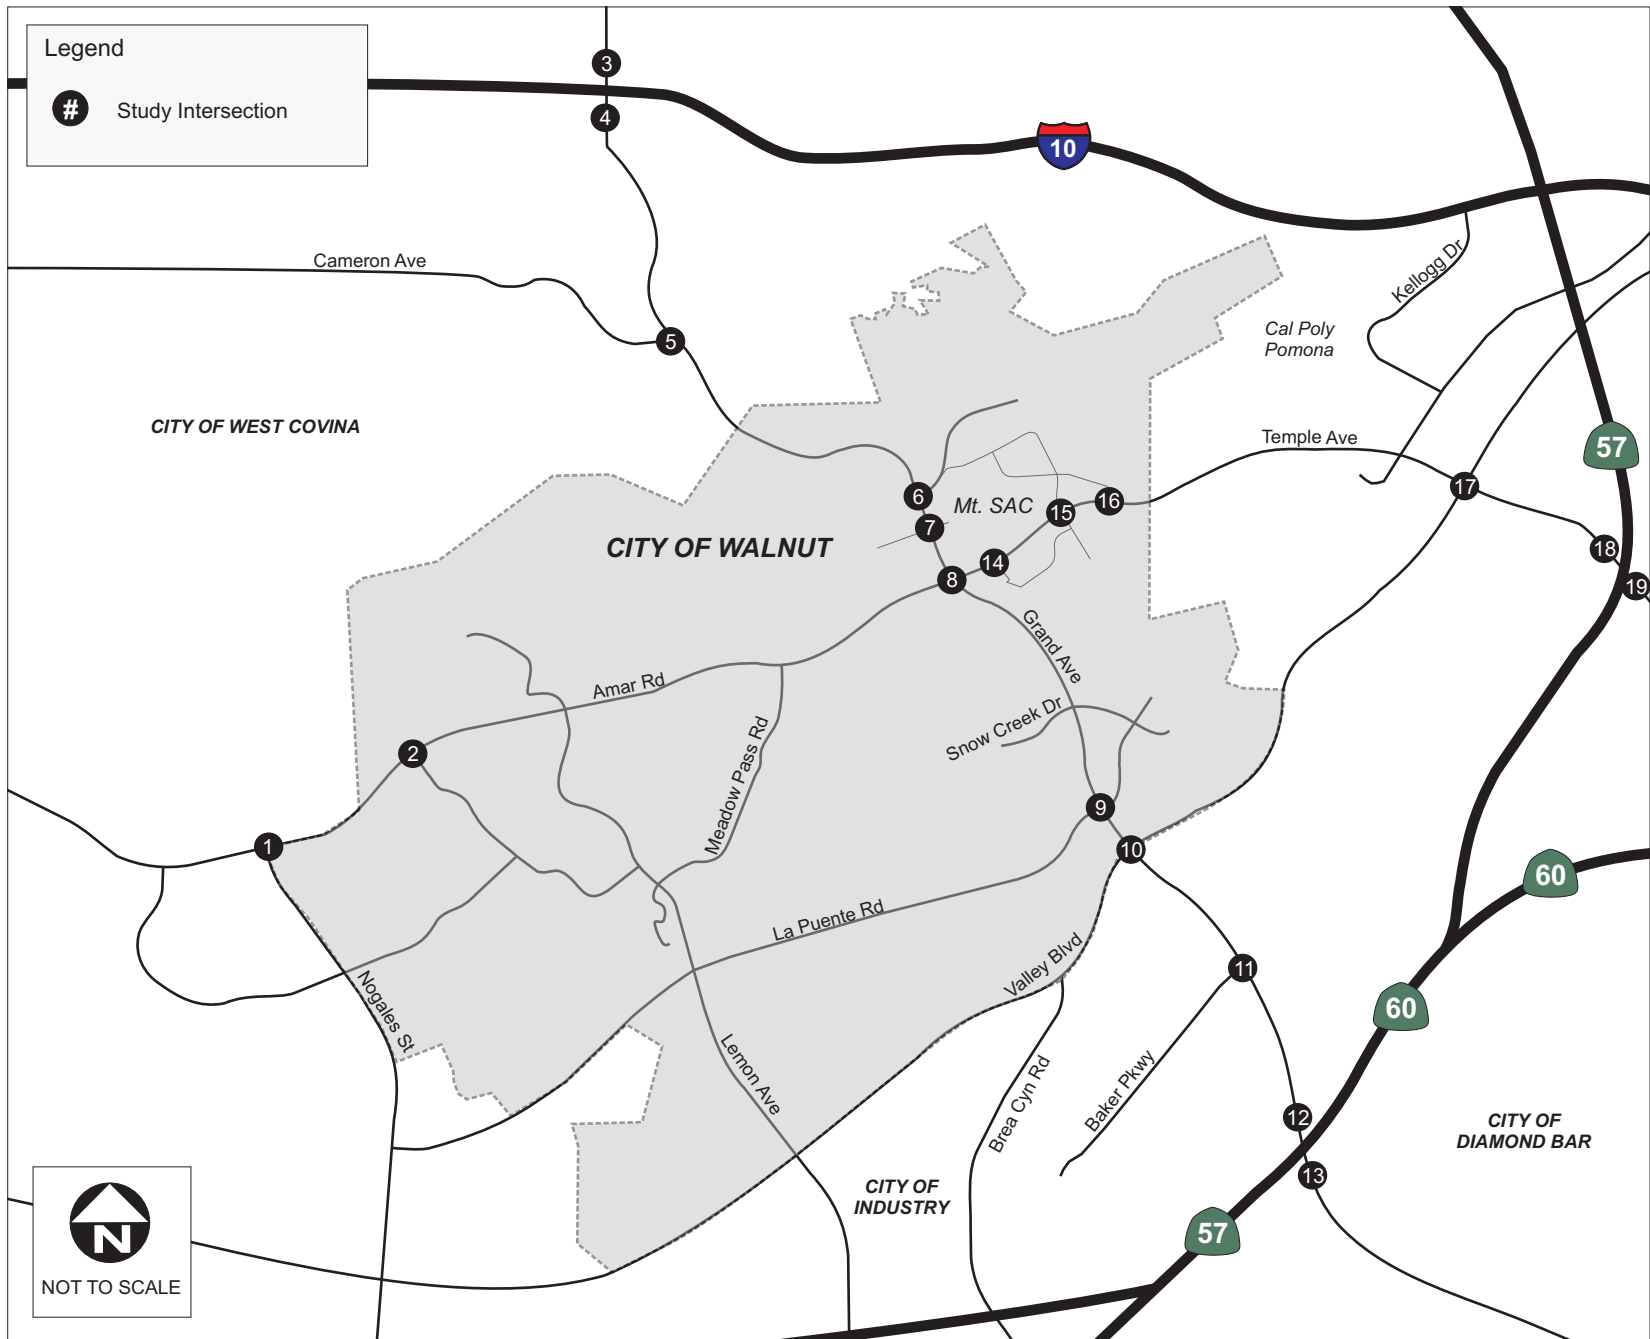 Legend
# Study Intersection
3
4
10
Cameron Ave
Kellogg Dr
5
Cal Poly
Pomona
CITY OF WEST COVINA
Temple Ave
57
6
Mt. SAC
16
17
15
7
CITY OF WALNUT
14
18
8
19
Grand Ave
Amar Rd
Snow Creek Dr
2
Meadow Pass Rd
9
1
10
60
La Puente Rd
Valley Blvd
11
Nogales St
60
Lemon Ave
Brea Cyn Rd
Baker Pkwy
12
CITY OF
DIAMOND BAR
13
CITY OF
INDUSTRY
57
N
NOT TO SCALE